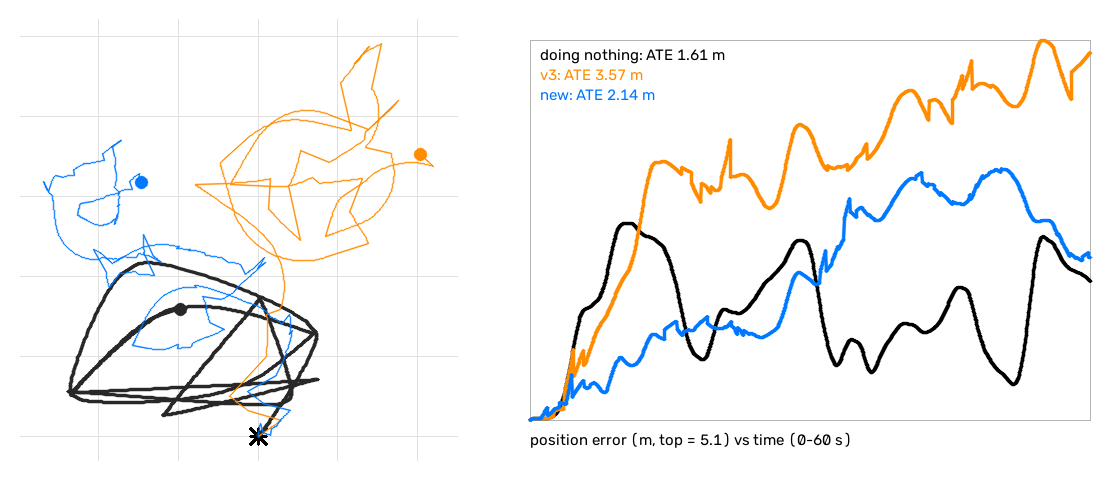 doing nothing: ATE 1.61 m
v3: ATE 3.57 m
new: ATE 2.14 m
position error (m, top = 5.1) vs time (0-60 s)